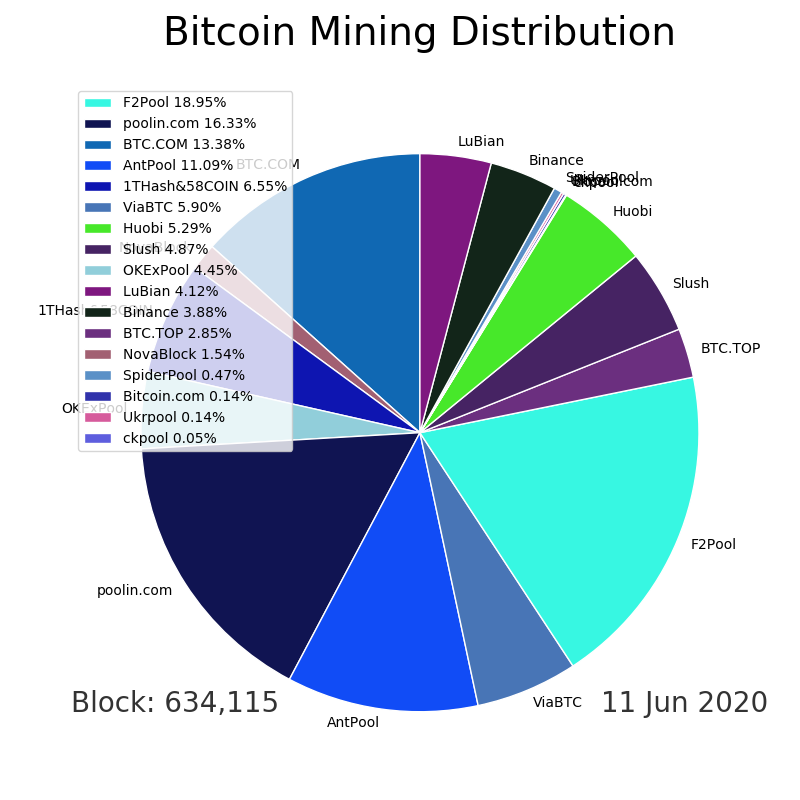 Bitcoin Mining Distribution
F2Pool 18.95%
poolin.com 16.33%
BTC.COM 13.38%
AntPool 11.09%
1THash&58COIN 6.55%
ViaBTC 5.90%
Huobi 5.29%
Slush 4.87%
OKExPool 4.45%
LuBian 4.12%
Binance 3.88%
BTC.TOP 2.85%
NovaBlock 1.54%
SpiderPool 0.47%
Bitcoin.com 0.14%
Ukrpool 0.14%
ckpool 0.05%
LuBian
Binance
SpiderPool
Huobi
Slush
BTC.TOP
F2Pool
ViaBTC
AntPool
poolin.com
OKExPool
1THash&58COIN
NovaBlock
BTC.COM
Block: 634,115
11 Jun 2020